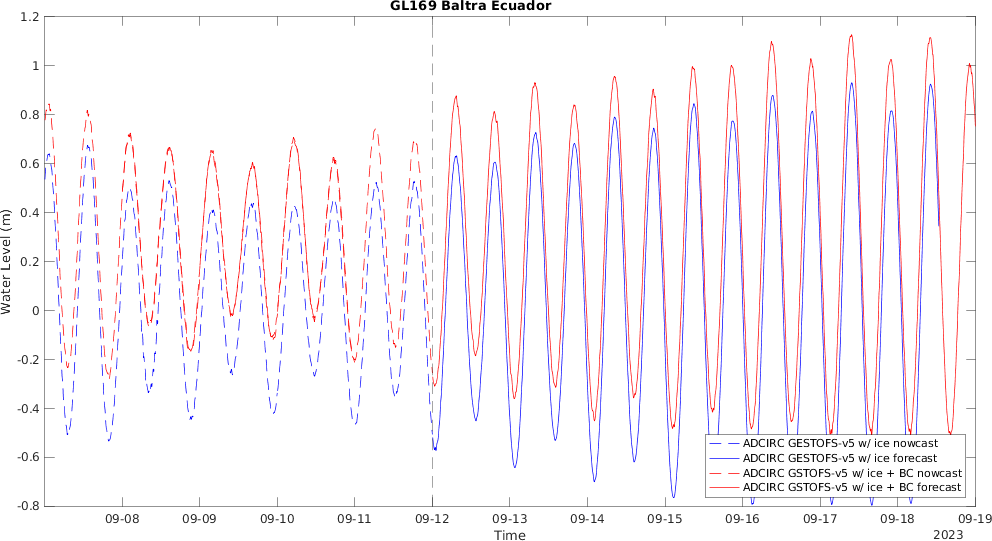 GL169 Baltra Ecuador
1.2
1
0.8
0.6
0.4
0.2
0
-0.2
-0.4
-0.6
-0.8
Water Level (m)
ADCIRC GESTOFS-v5 w/ ice nowcast
ADCIRC GESTOFS-v5 w/ ice forecast
ADCIRC GSTOFS-v5 w/ ice + BC nowcast
ADCIRC GSTOFS-v5 w/ ice + BC forecast
09-08 09-09 09-10 09-11 09-12 09-13 09-14 09-15 09-16 09-17 09-18 09-19
Time
2023